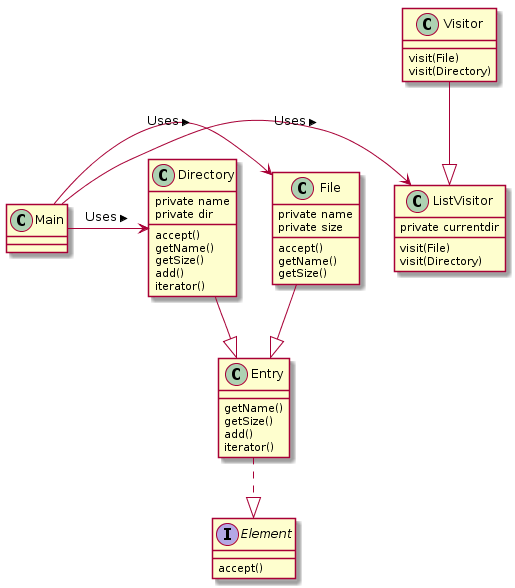 C Visitor
visit(File)
visit(Directory)
Uses ▶
Uses ▶
C Directory
private name
private dir
accept()
getName()
getSize()
add()
iterator()
C File
private name
private size
accept()
getName()
getSize()
C ListVisitor
private currentdir
visit(File)
visit(Directory)
C Main
Uses ▶
C Entry
getName()
getSize()
add()
iterator()
I Element
accept()